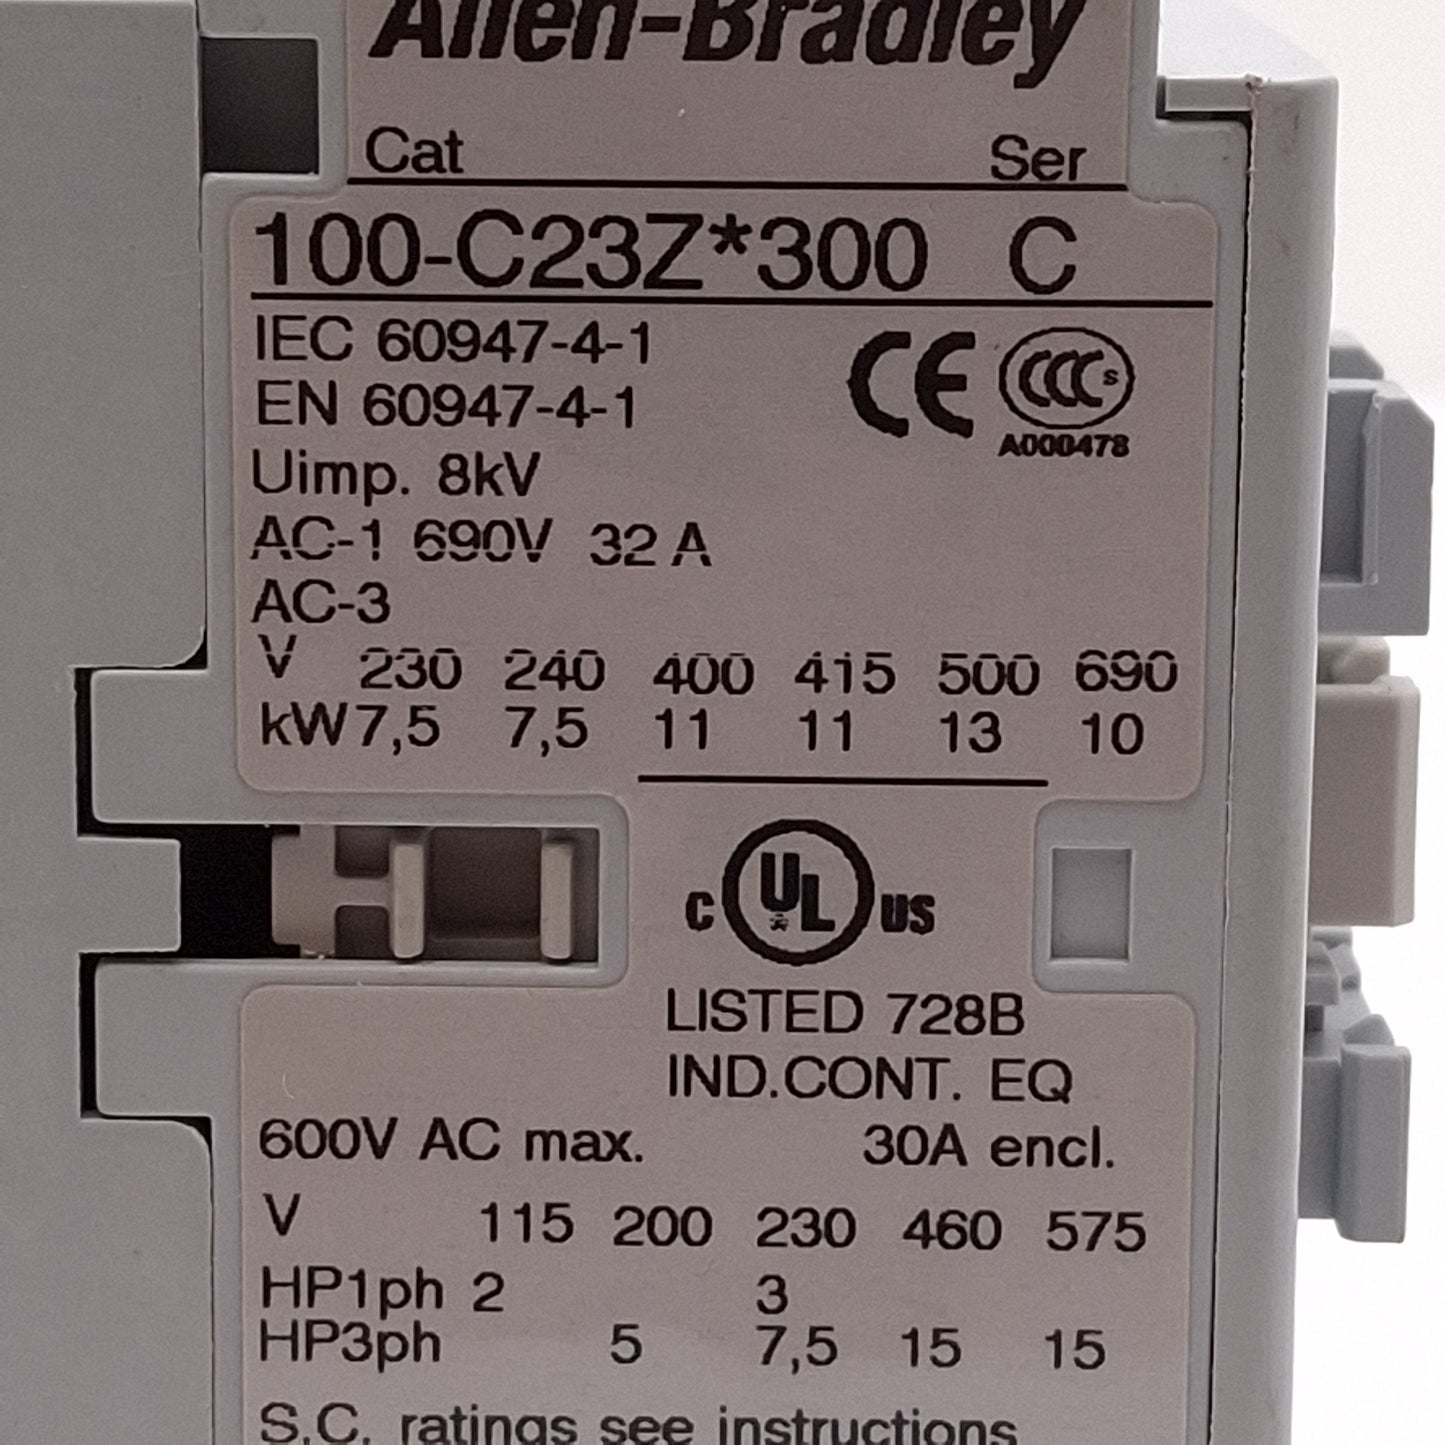 Allen-Bradley
Cat Ser
100-C23Z*300 C
IEC 60947-4-1
EN 60947-4-1
CE CCC S
A000478
Uimp. 8kV
AC-1 690V 32 A
AC-3
V 230 240 400 415 500 690
kW 7,5 7,5 11 11 13 10
C UL US
LISTED 728B
IND.CONT. EQ
600V AC max. 30A encl.
V 115 200 230 460 575
HP1ph 2 3
HP3ph 5 7,5 15 15
S.C. ratings see instructions